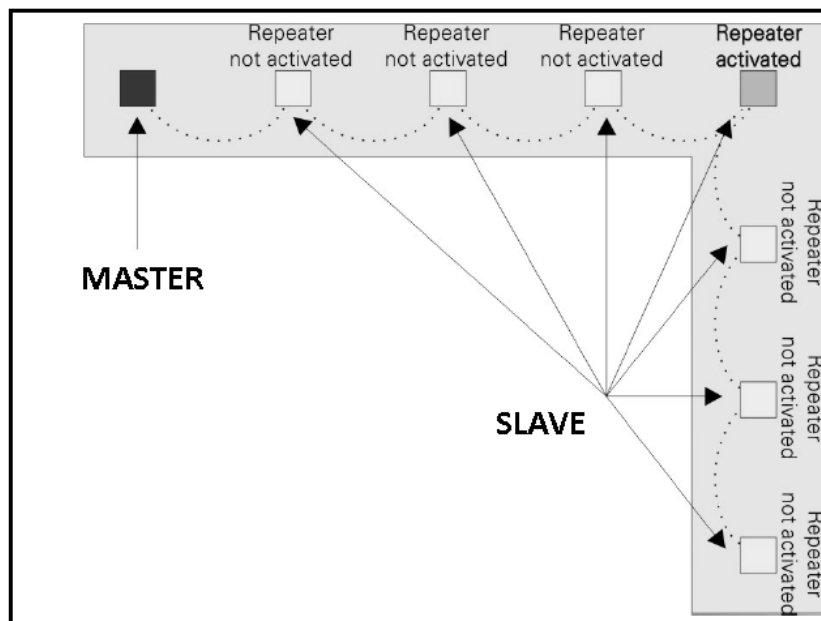 Repeater
not activated
Repeater
not activated
Repeater
not activated
Repeater
activated
Repeater
not activated
MASTER
Repeater
not activated
SLAVE
Repeater
not activated